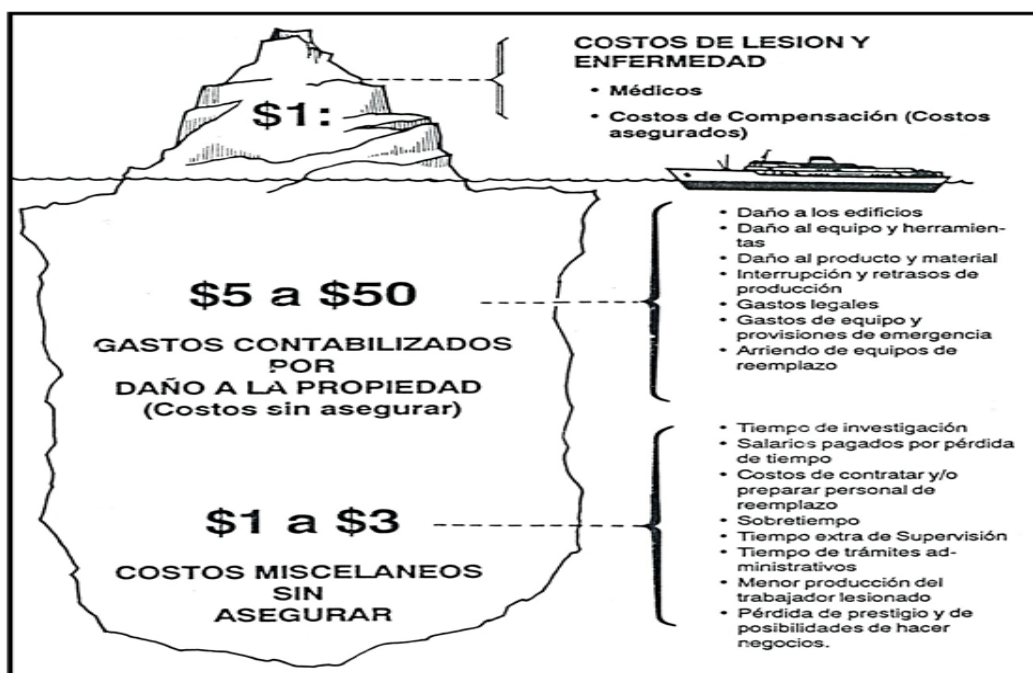 COSTOS DE LESION Y
ENFERMEDAD
• Médicos
• Costos de Compensación (Costos
asegurados)
$1:
• Daño a los edificios
• Daño al equipo y herramien-
tas
• Daño al producto y material
• Interrupción y retrasos de
producción
• Gastos legales
• Gastos de equipo y
provisiones de emergencia
• Arriendo de equipos de
reemplazo
$5 a $50
GASTOS CONTABILIZADOS
POR
DAÑO A LA PROPIEDAD
(Costos sin asegurar)
• Tiempo de investigación
• Salarios pagados por pérdida
de tiempo
• Costos de contratar y/o
preparar personal de
reemplazo
• Sobretiempo
• Tiempo extra de Supervisión
• Tiempo de trámites ad-
ministrativos
• Menor producción del
trabajador lesionado
• Pérdida de prestigio y de
posibilidades de hacer
negocios.
$1 a $3
COSTOS MISCELANEOS
SIN
ASEGURAR